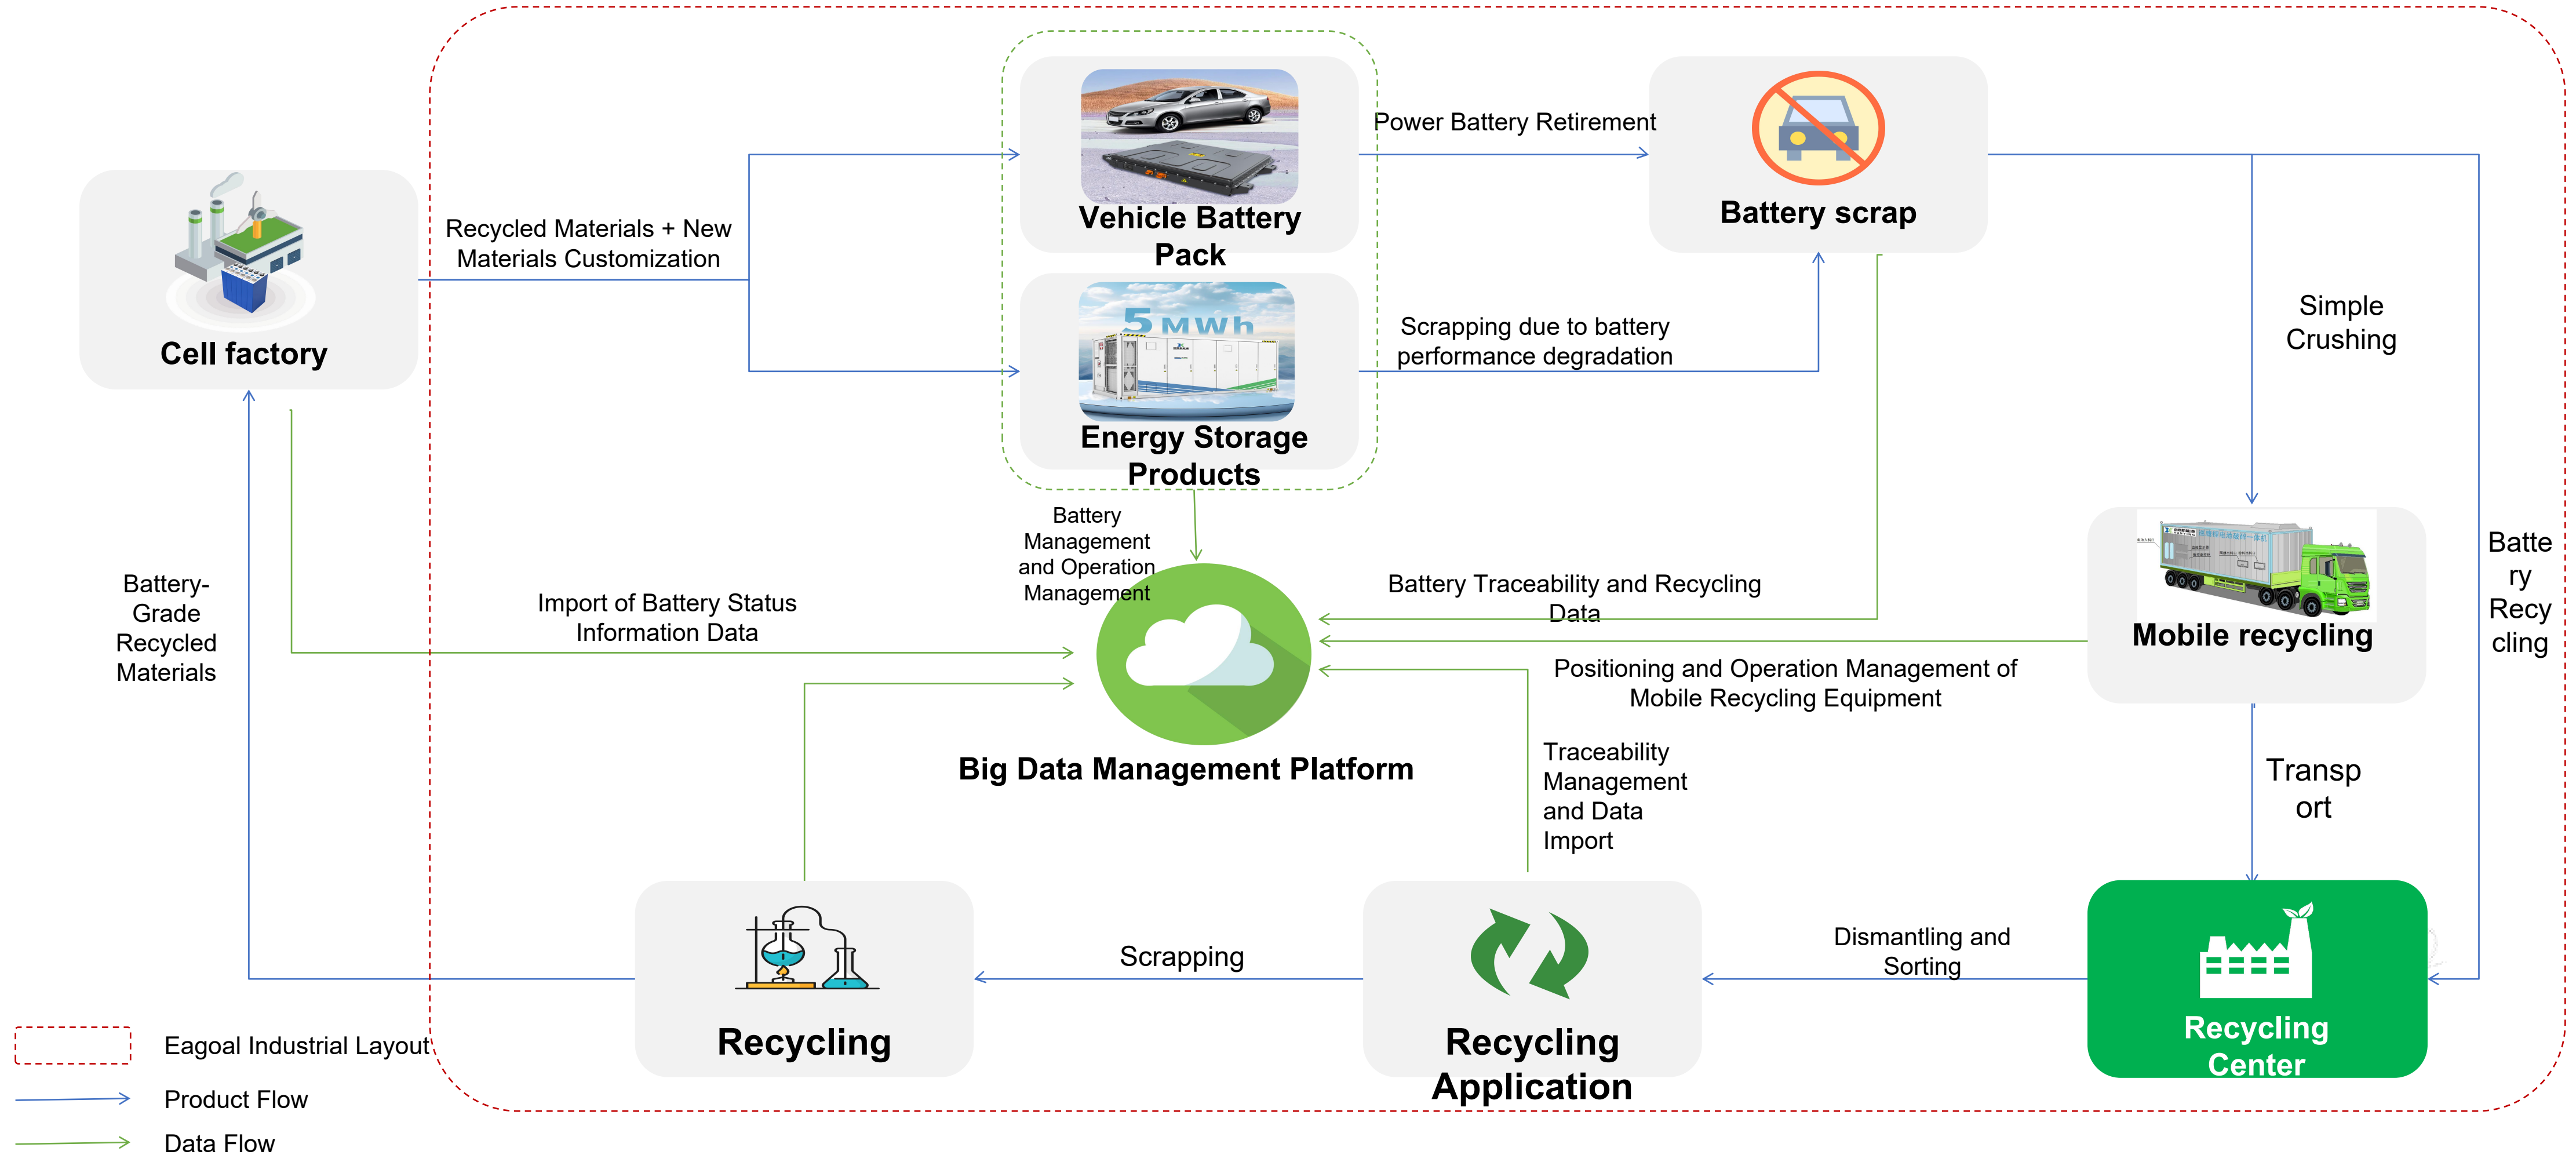 Power Battery Retirement
Vehicle Battery
Pack
Battery scrap
Recycled Materials + New
Materials Customization
Cell factory
5 MWh
Energy Storage
Products
Scrapping due to battery
performance degradation
Simple
Crushing
Battery
Management
and Operation
Management
Batte
ry
Recy
cling
Battery-
Grade
Recycled
Materials
Import of Battery Status
Information Data
Battery Traceability and Recycling
Data
Mobile recycling
Positioning and Operation Management of
Mobile Recycling Equipment
Big Data Management Platform
Traceability
Management
and Data
Import
Transp
ort
Scrapping
Dismantling and
Sorting
Recycling
Recycling
Application
Recycling
Center
Eagoal Industrial Layout
Product Flow
Data Flow